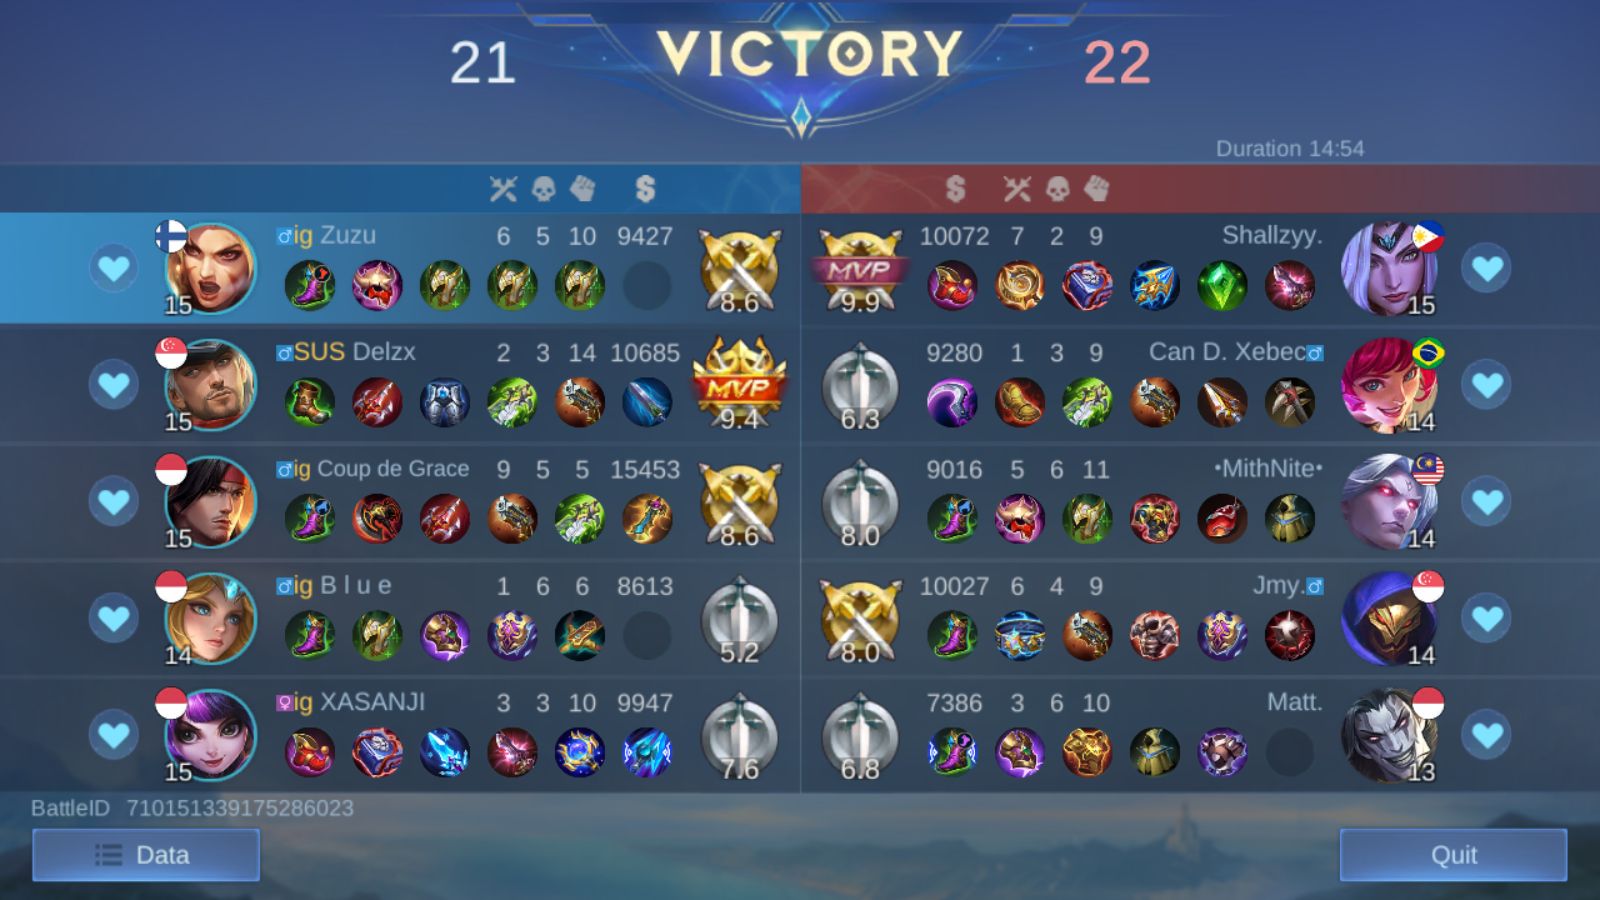 21 VICTORY 22
Duration 14:54
ig Zuzu 6 5 10 9427 15 8.6
MVP 9.9 10072 7 2 9 Shallzyy. 15
SUS Delzx 2 3 14 10685 15 MVP 9.4
6.3 9280 1 3 9 Can D. Xebec 14
ig Coup de Grace 9 5 5 15453 15 8.6
8.0 9016 5 6 11 •MithNite• 14
ig B l u e 1 6 6 8613 14 5.2
8.0 10027 6 4 9 Jmy. 14
ig XASANJI 3 3 10 9947 15 7.6
6.8 7386 3 6 10 Matt. 13
BattleID 710151339175286023
Data
Quit